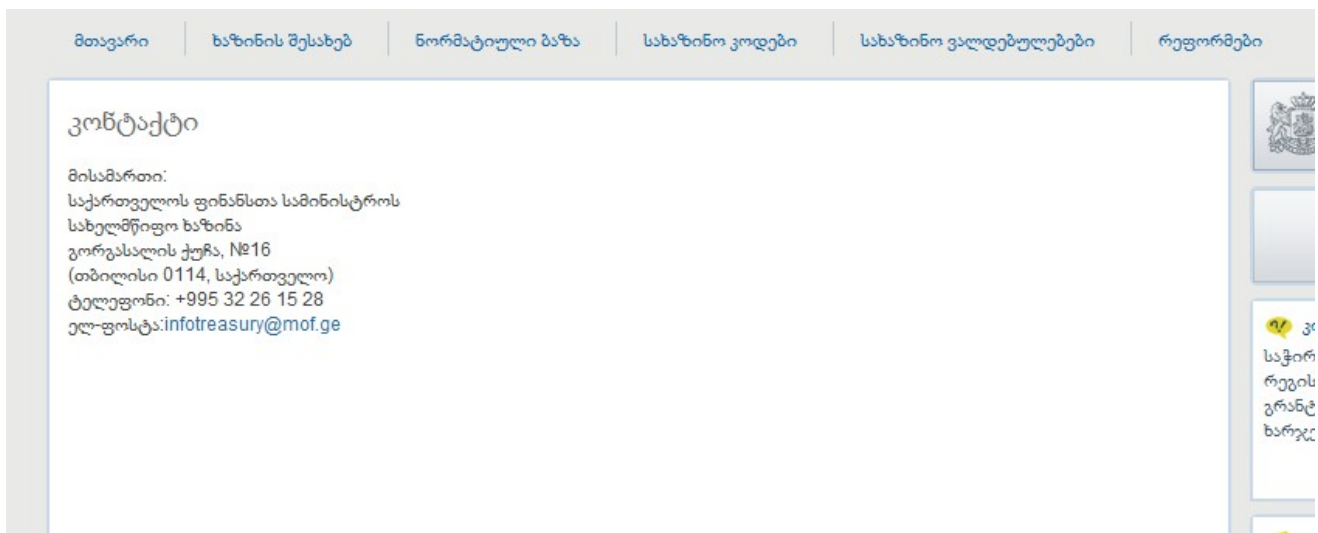 მთავარი
ხაზინის შესახებ
ნორმატიული ბაზა
სახაზინო კოდები
სახაზინო ვალდებულებები
რეფორმები
კონტაქტი
მისამართი:
საქართველოს ფინანსთა სამინისტროს
სახელმწიფო ხაზინა
გორგასალის ქუჩა, №16
(თბილისი 0114, საქართველო)
ტელეფონი: +995 32 26 15 28
ელ-ფოსტა:infotreasury@mof.ge